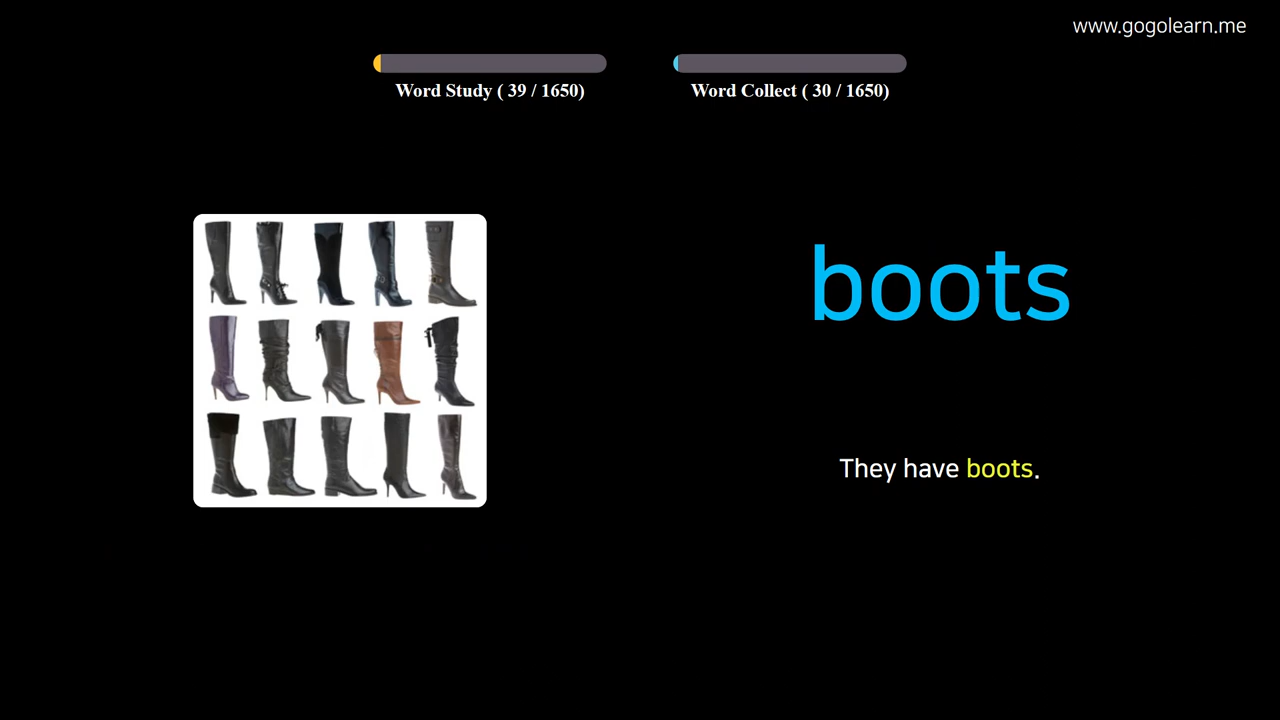 www.gogolearn.me
Word Study ( 39 / 1650)
Word Collect ( 30 / 1650)
boots
They have boots.